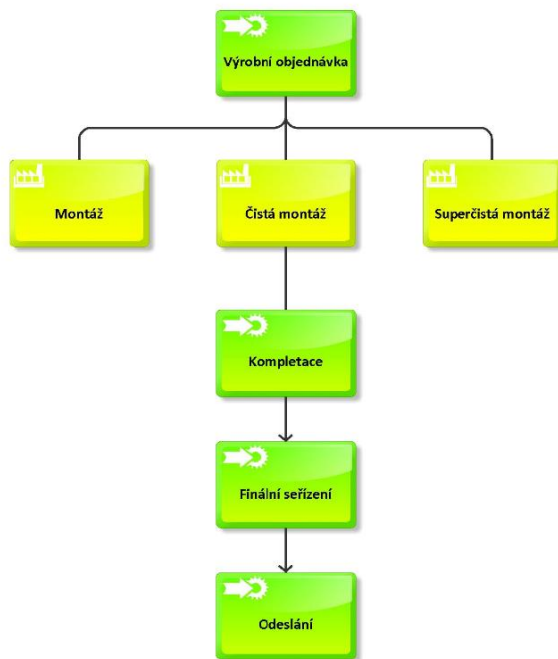 Výrobní objednávka
Montáž
Čistá montáž
Superčistá montáž
Kompletace
Finální seřízení
Odeslání